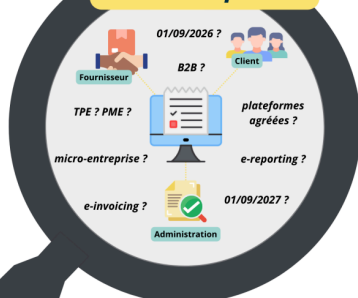 01/09/2026 ?
B2B ?
Fournisseur
Client
TPE ? PME ?
plateformes
agréées ?
micro-entreprise ?
e-reporting ?
e-invoicing ?
01/09/2027 ?
Administration